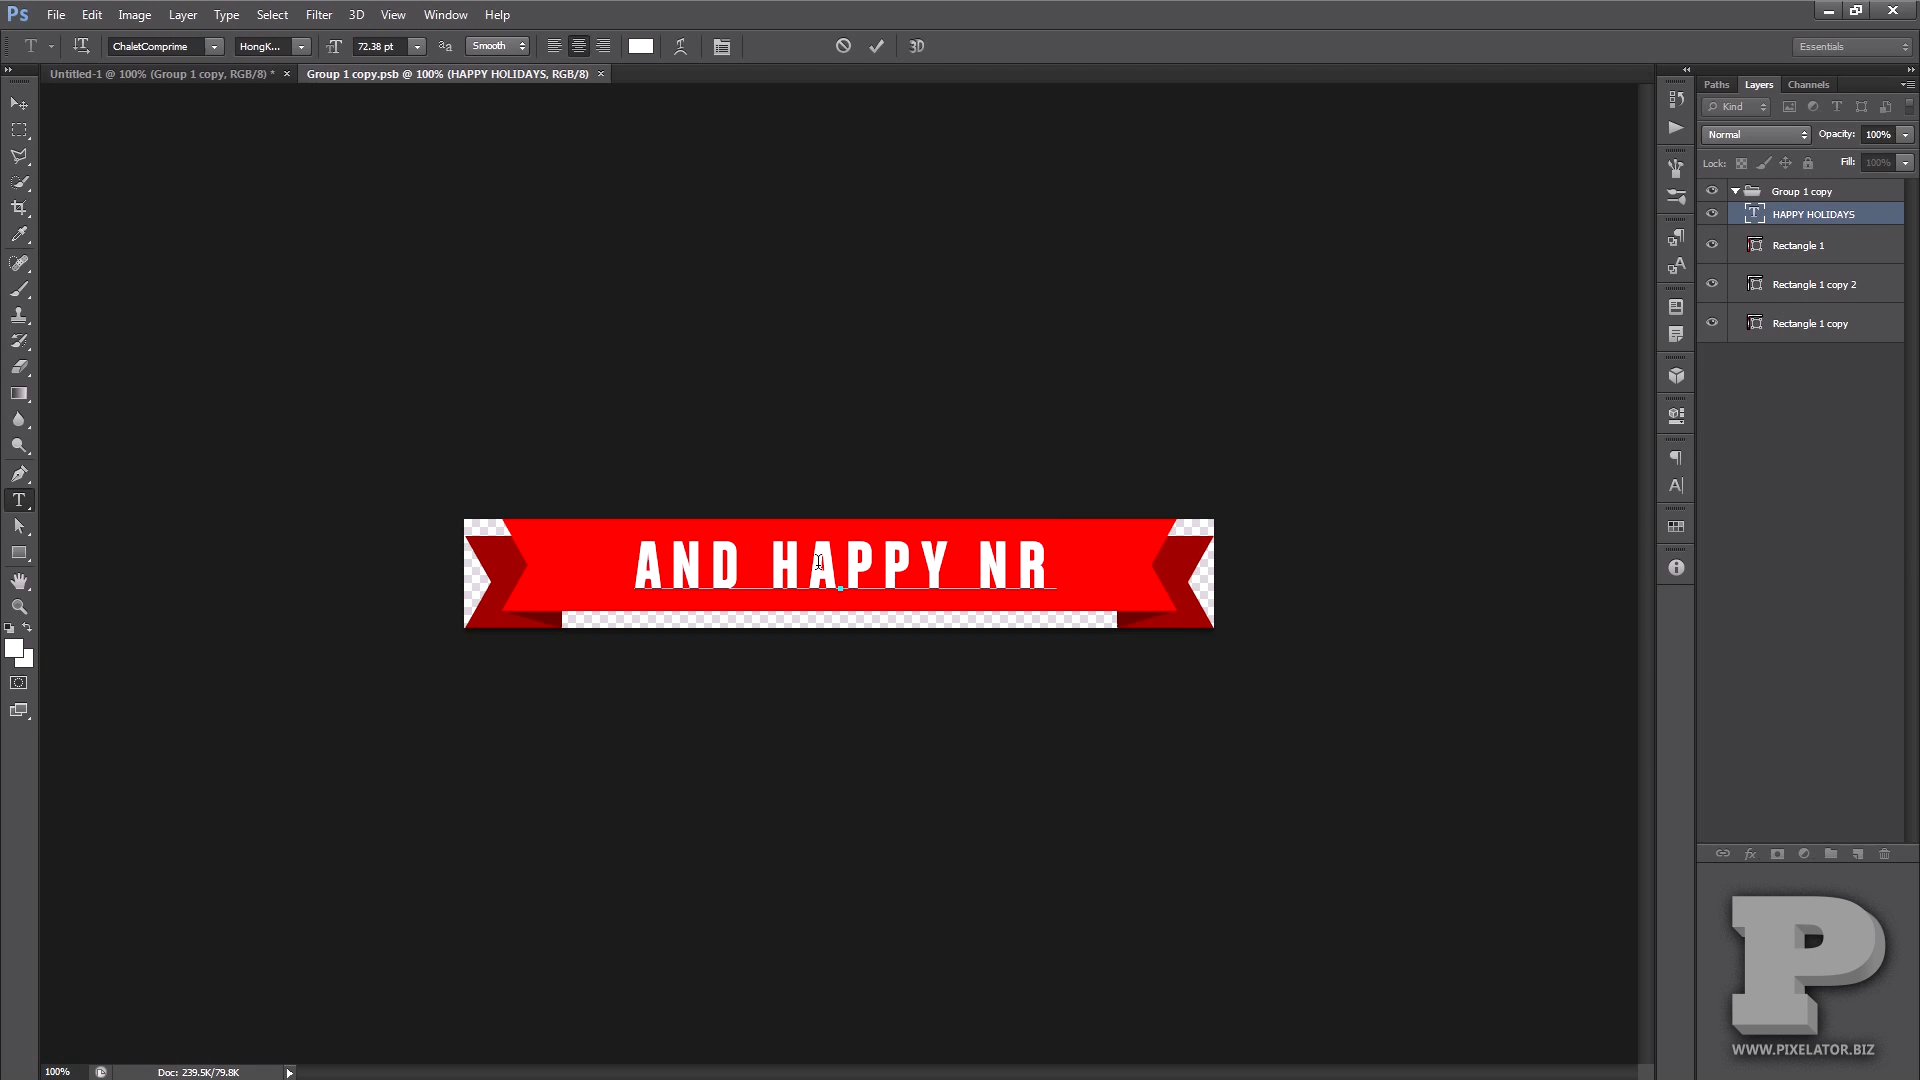 Ps File Edit Image Layer Type Select Filter 3D View Window Help
T ChaletComprime HongK... 72.38 pt Smooth 3D Essentials
Untitled-1 @ 100% (Group 1 copy, RGB/8) * × Group 1 copy.psb @ 100% (HAPPY HOLIDAYS, RGB/8) ×
Paths Layers Channels
Kind
Normal Opacity: 100%
Lock: Fill: 100%
Group 1 copy
T HAPPY HOLIDAYS
Rectangle 1
Rectangle 1 copy 2
Rectangle 1 copy
AND HAPPY NR
P
WWW.PIXELATOR.BIZ
100% Doc: 239.5K/79.8K